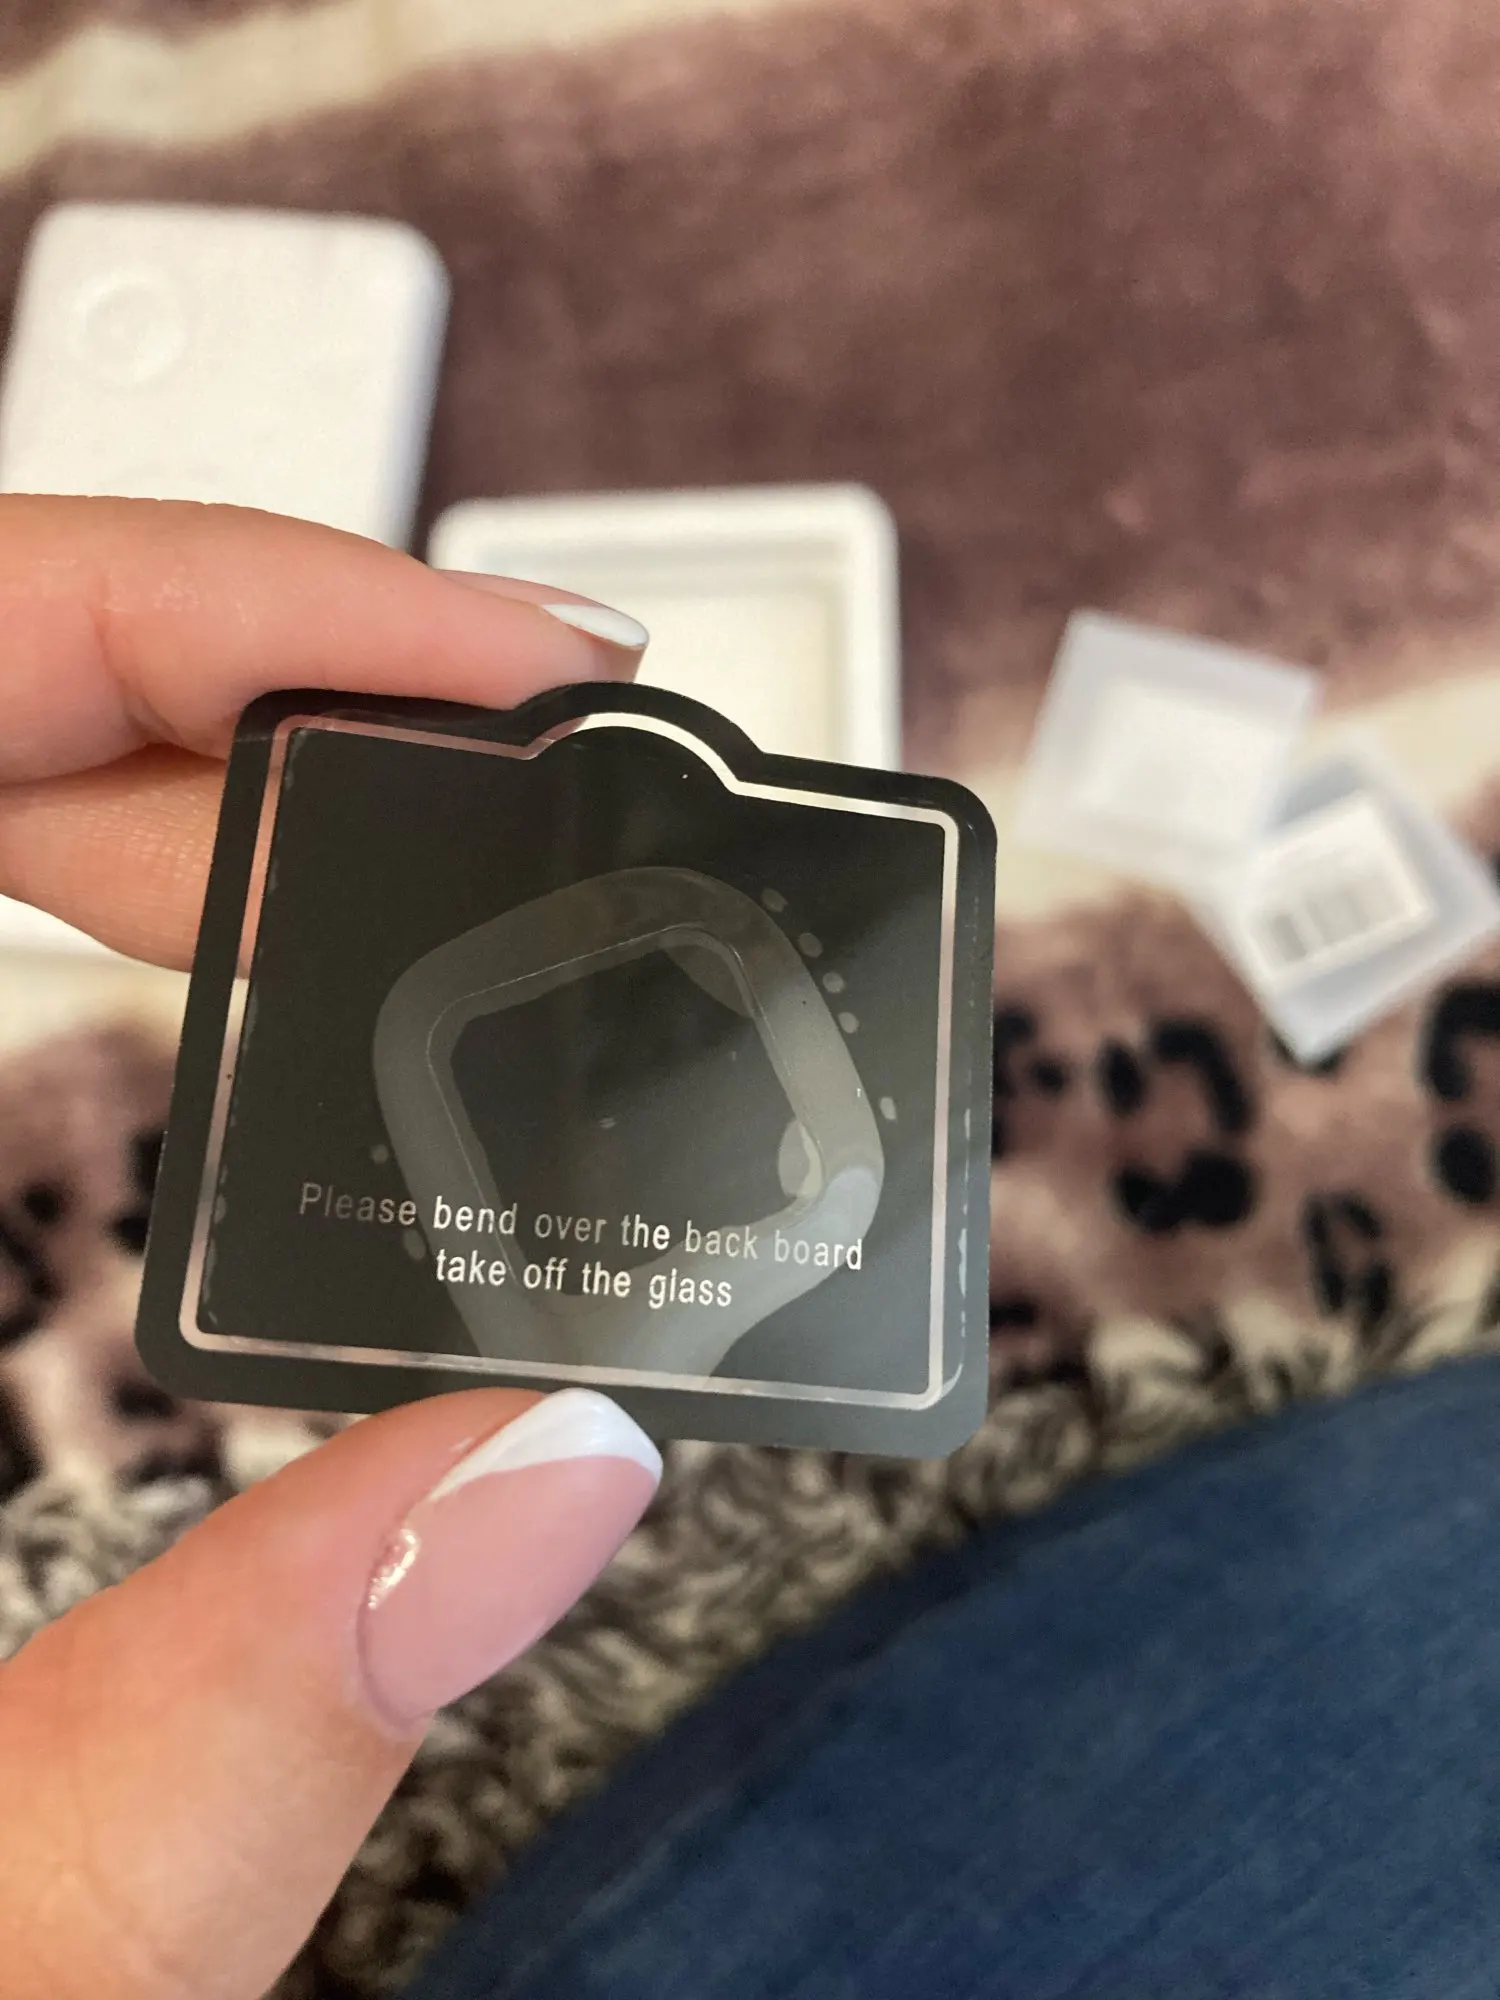 Please bend over the back board
take off the glass